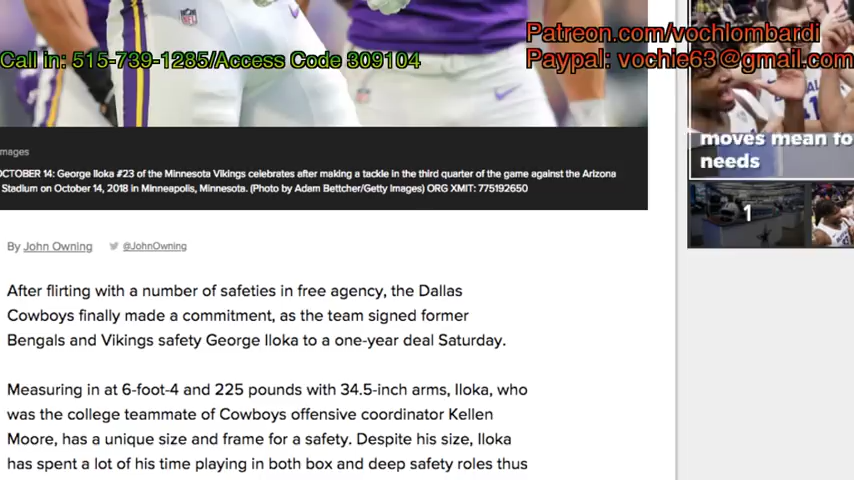 Patreon.com/vochlombardi
Call in: 515-739-1285/Access Code 309104
Paypal: vochie63@gmail.com
NFL
moves mean fo
needs
1
mages
OCTOBER 14: George Iloka #23 of the Minnesota Vikings celebrates after making a tackle in the third quarter of the game against the Arizona
Stadium on October 14, 2018 in Minneapolis, Minnesota. (Photo by Adam Bettcher/Getty Images) ORG XMIT: 775192650
By John Owning @JohnOwning
After flirting with a number of safeties in free agency, the Dallas
Cowboys finally made a commitment, as the team signed former
Bengals and Vikings safety George Iloka to a one-year deal Saturday.
Measuring in at 6-foot-4 and 225 pounds with 34.5-inch arms, Iloka, who
was the college teammate of Cowboys offensive coordinator Kellen
Moore, has a unique size and frame for a safety. Despite his size, Iloka
has spent a lot of his time playing in both box and deep safety roles thus